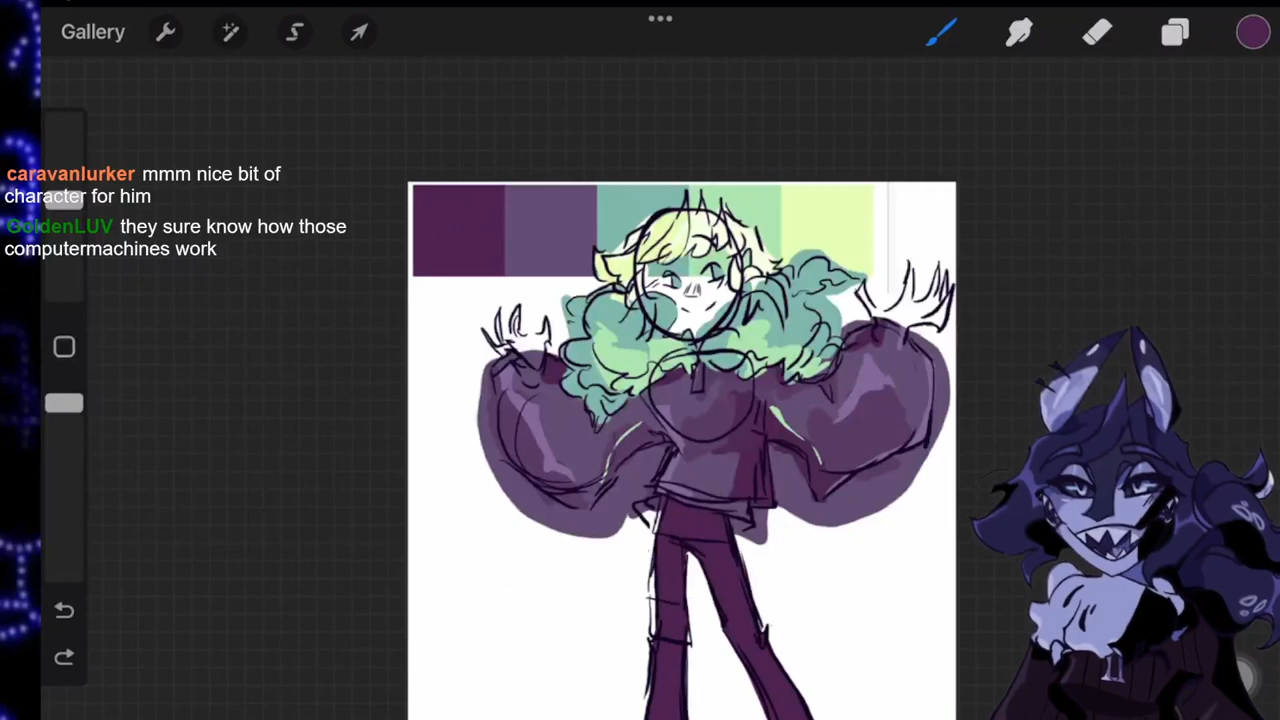 Gallery
caravanlurker mmm nice bit of
character for him
GoldenLUV they sure know how those
computermachines work